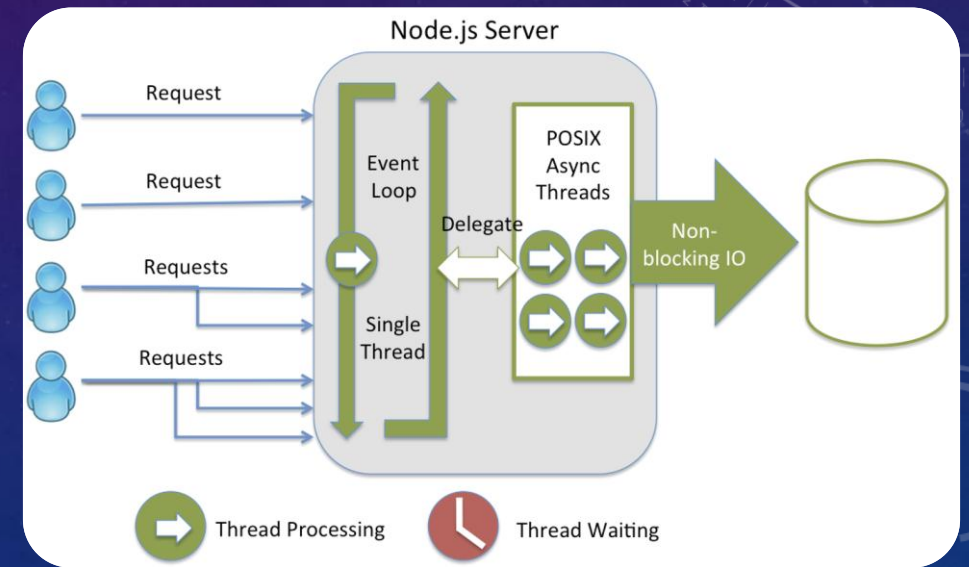 Node.js Server
Request
Request
Requests
Requests
Event
Loop
Single
Thread
Delegate
POSIX
Async
Threads
Non-
blocking IO
Thread Processing
Thread Waiting